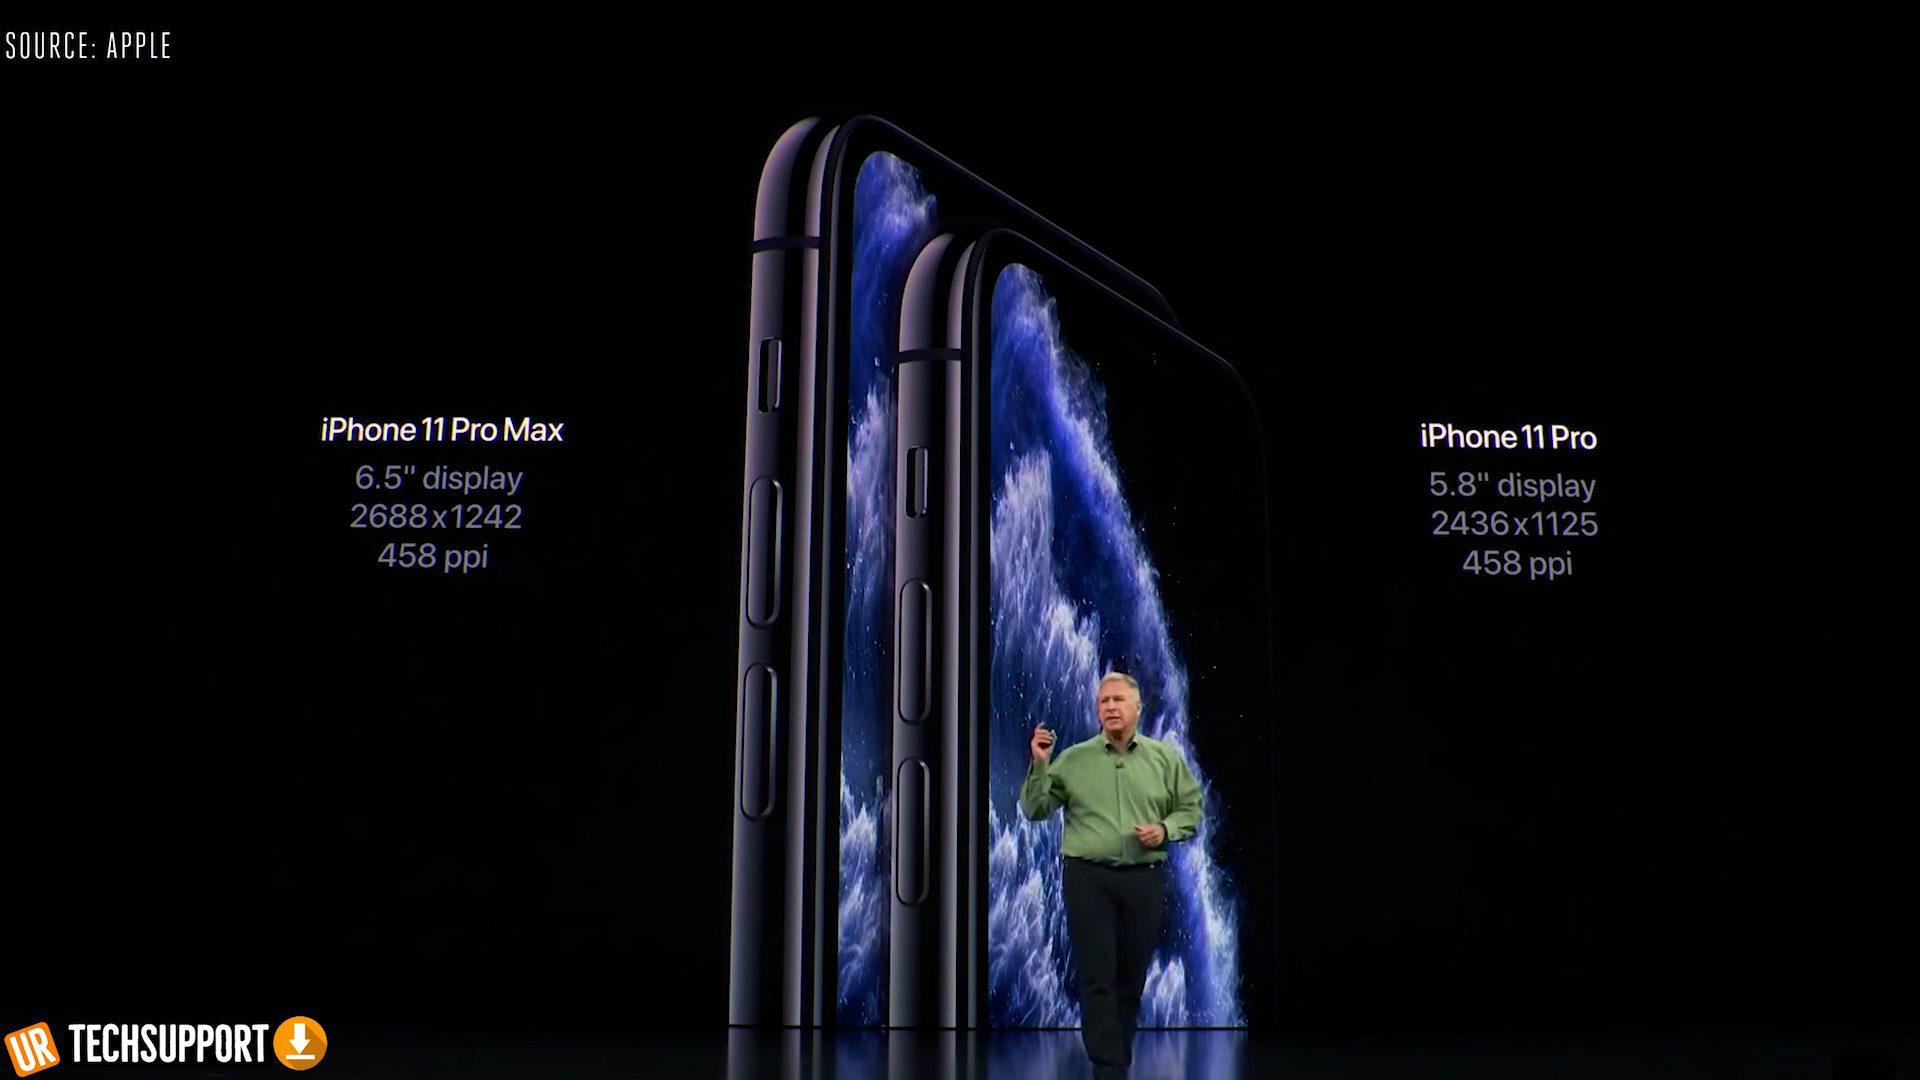 SOURCE: APPLE
iPhone 11 Pro Max
6.5" display
2688x1242
458 ppi
iPhone 11 Pro
5.8" display
2436x1125
458 ppi
UR TECHSUPPORT